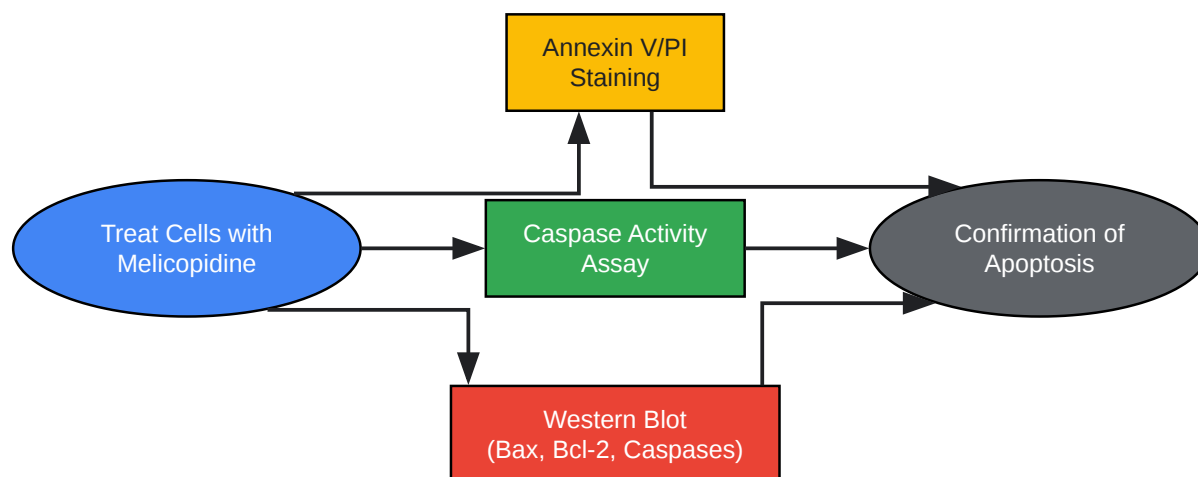 Annexin V/PI
Staining
Treat Cells with
Melicopidine
Caspase Activity
Assay
Confirmation of
Apoptosis
Western Blot
(Bax, Bcl-2, Caspases)